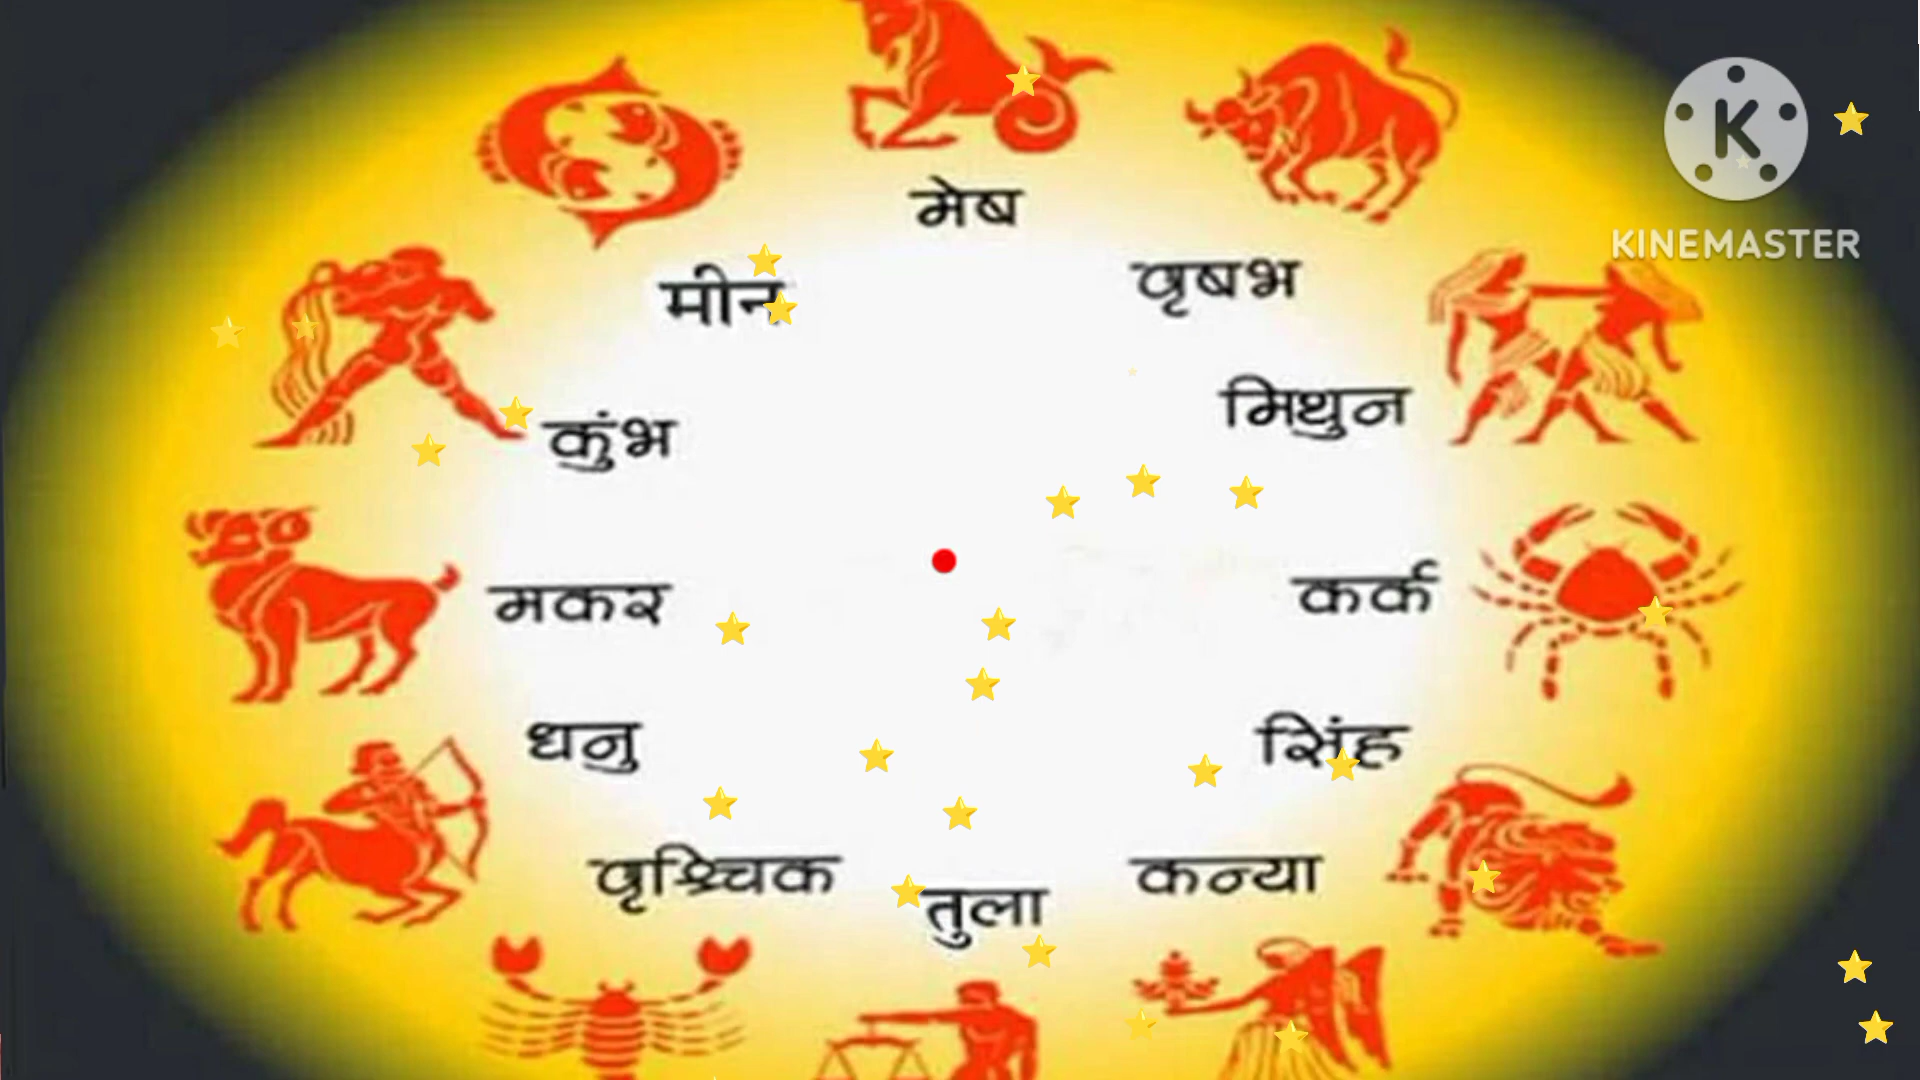 मेष
वृषभ
मिथुन
कर्क
सिंह
कन्या
तुला
वृश्चिक
धनु
मकर
कुंभ
मीन
K
KINEMASTER